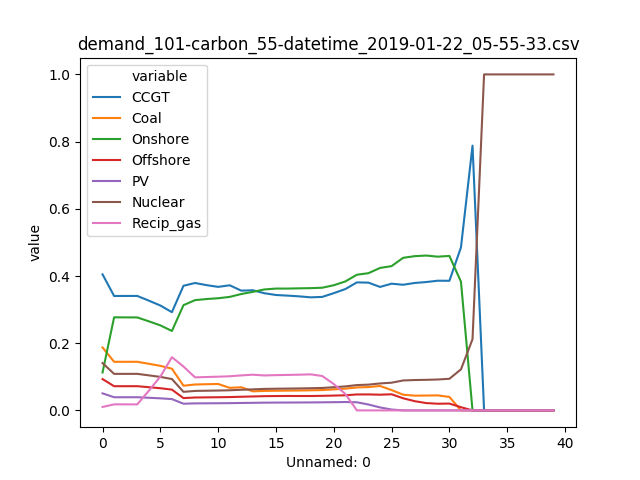 demand_101-carbon_55-datetime_2019-01-22_05-55-33.csv
variable
CCGT
Coal
Onshore
Offshore
PV
Nuclear
Recip_gas
value
1.0
0.8
0.6
0.4
0.2
0.0
0 5 10 15 20 25 30 35 40
Unnamed: 0